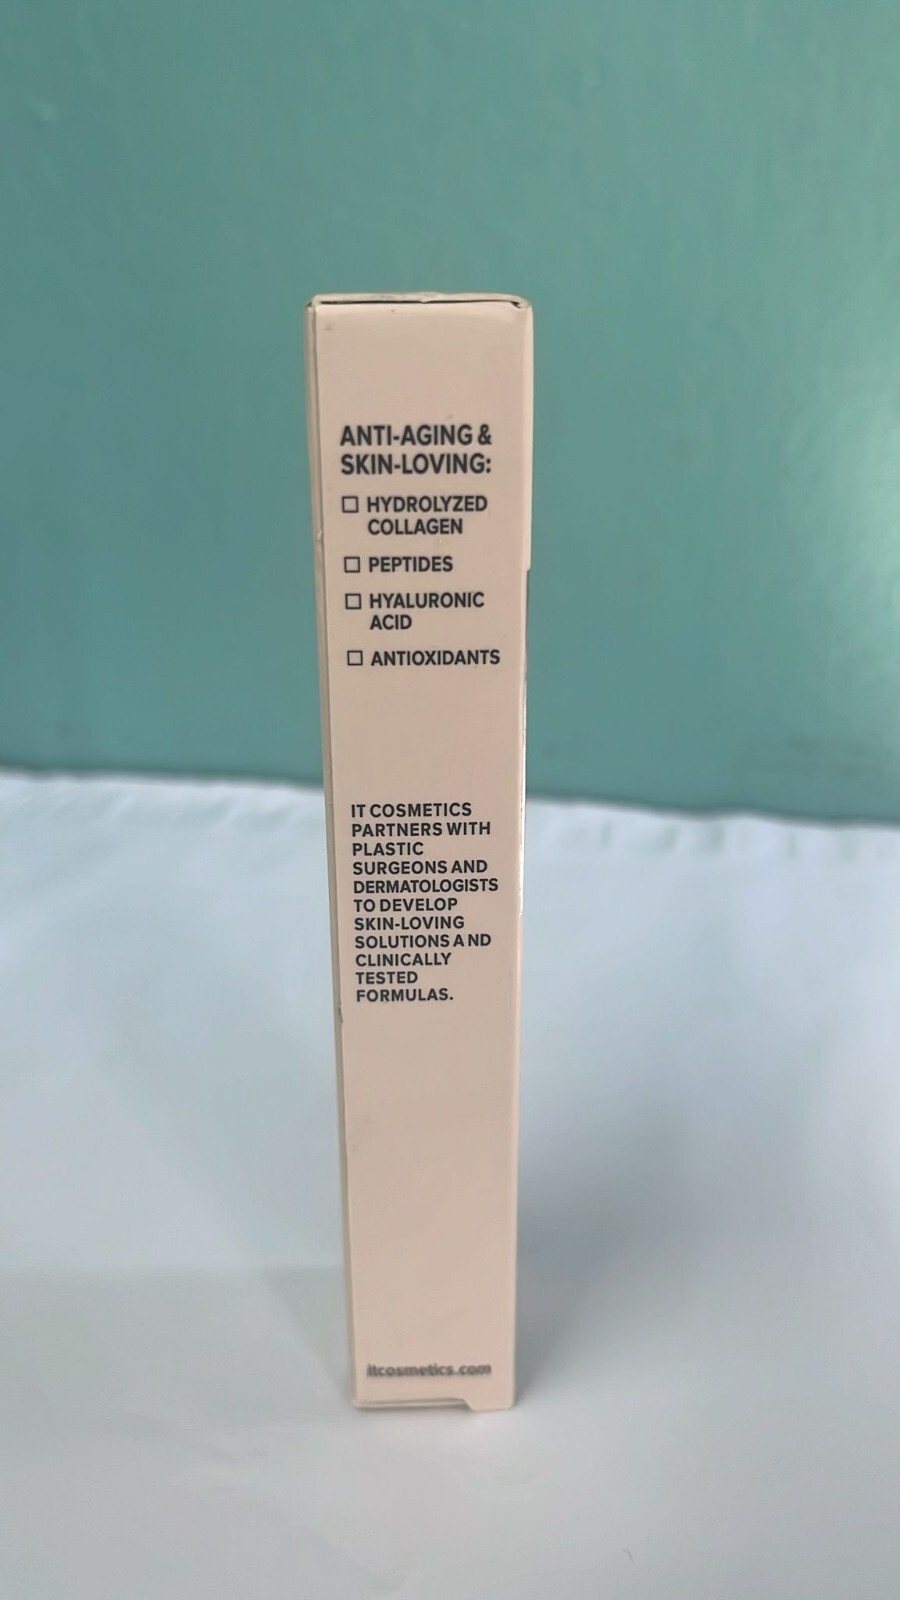 ANTI-AGING &
SKIN-LOVING:
☐ HYDROLYZED
COLLAGEN
☐ PEPTIDES
☐ HYALURONIC
ACID
☐ ANTIOXIDANTS
IT COSMETICS
PARTNERS WITH
PLASTIC
SURGEONS AND
DERMATOLOGISTS
TO DEVELOP
SKIN-LOVING
SOLUTIONS AND
CLINICALLY
TESTED
FORMULAS.
itcosmetics.com